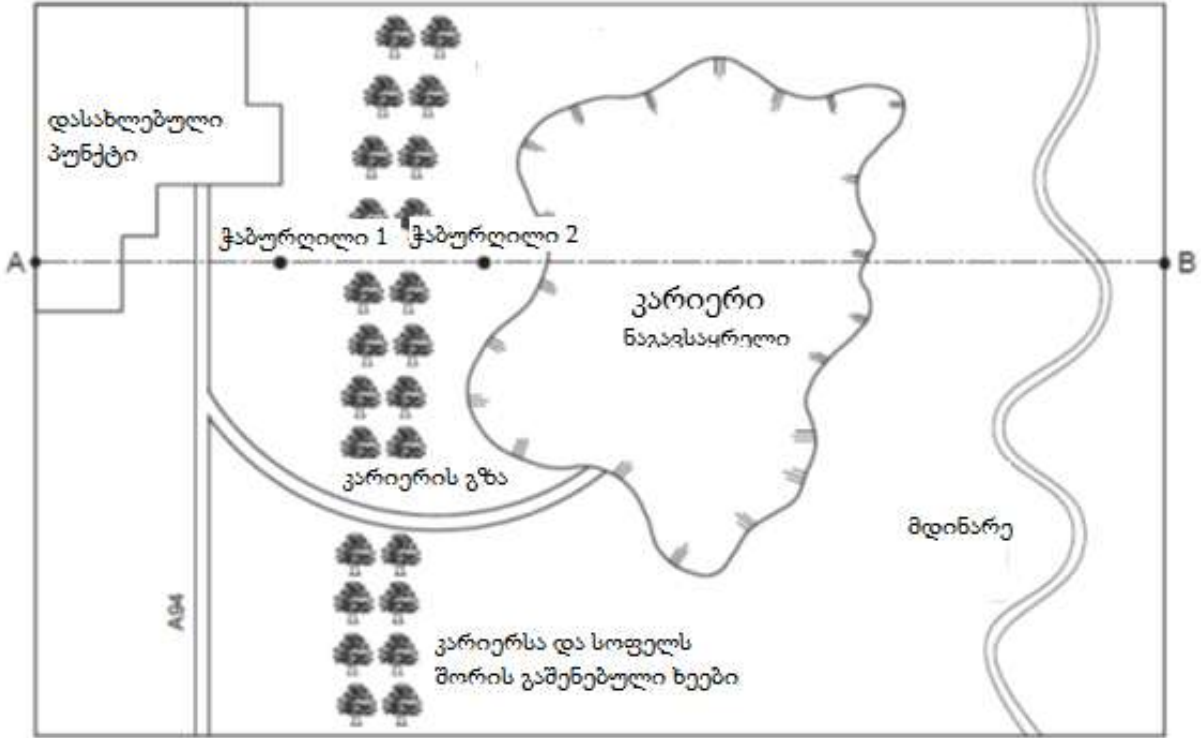 დასახლებული
პუნქტი
ჭაბურღილი 1
ჭაბურღილი 2
A
B
კარიერი
ნაგავსაყრელი
კარიერის გზა
მდინარე
A94
კარიერსა და სოფელს
შორის გაშენებული ხეები